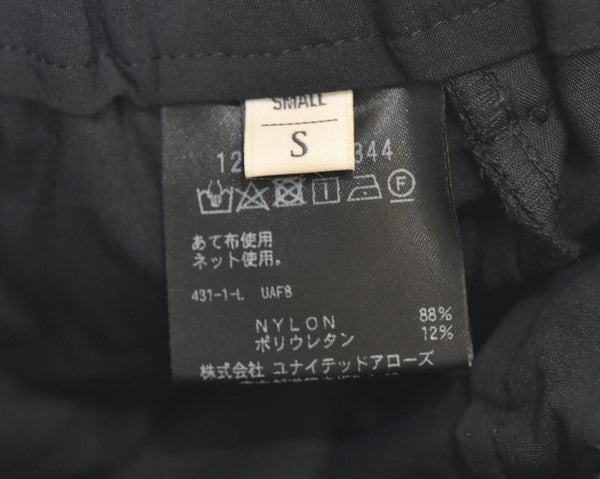 SMALL
S
12 344
あて布使用
ネット使用。
431-1-L UAF8
NYLON 88%
ポリウレタン 12%
株式会社 ユナイテッドアローズ